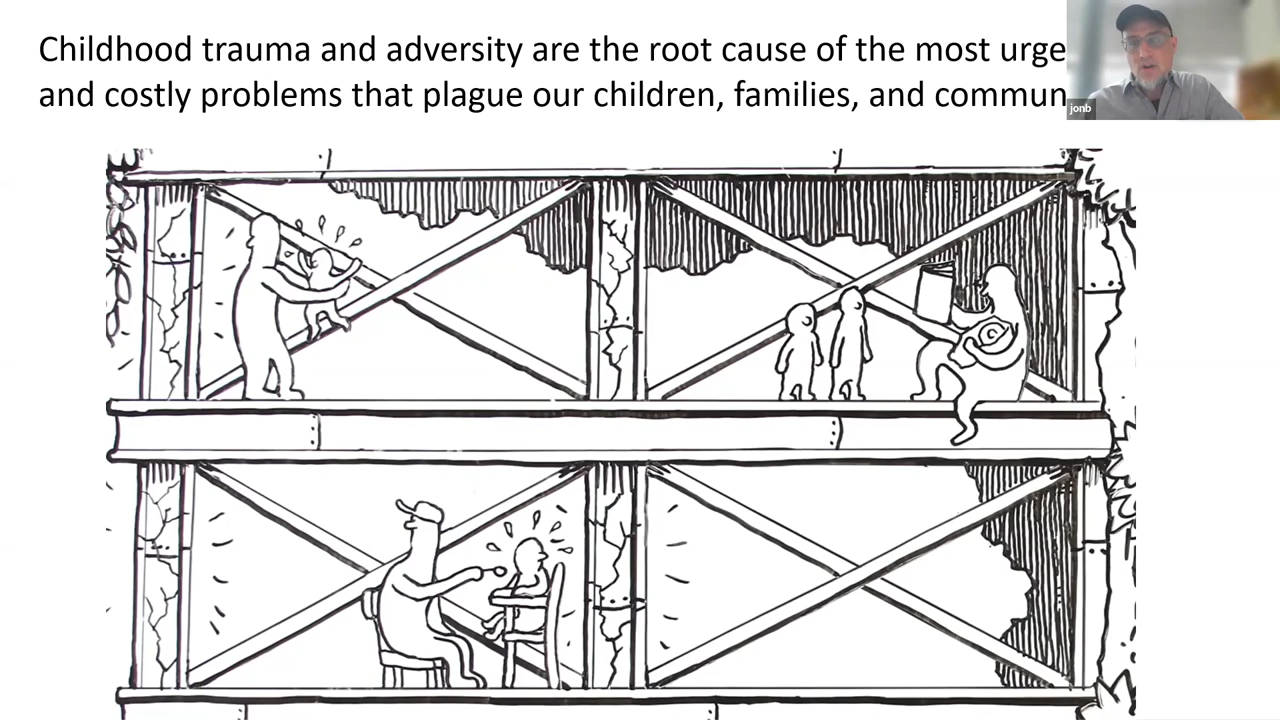 Childhood trauma and adversity are the root cause of the most urge
and costly problems that plague our children, families, and commun
jonb